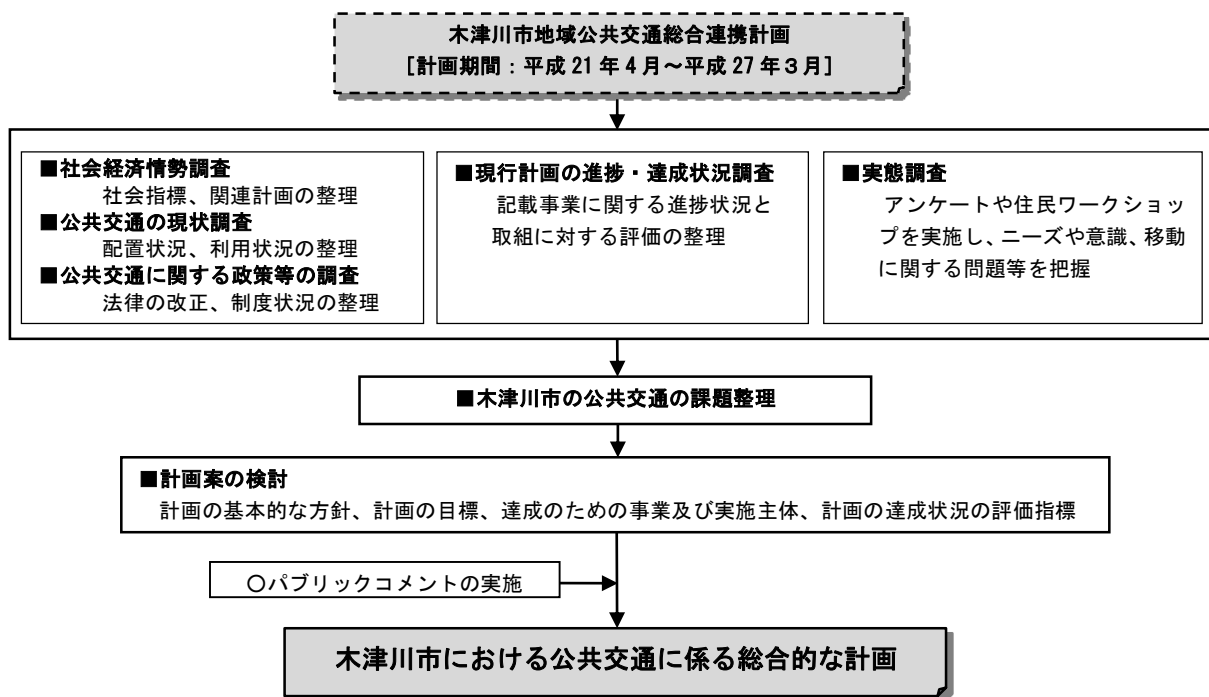 木津川市地域公共交通総合連携計画
[計画期間：平成 21 年 4 月～平成 27 年３月]
■社会経済情勢調査
社会指標、関連計画の整理
■公共交通の現状調査
配置状況、利用状況の整理
■公共交通に関する政策等の調査
法律の改正、制度状況の整理
■現行計画の進捗・達成状況調査
記載事業に関する進捗状況と
取組に対する評価の整理
■実態調査
アンケートや住民ワークショッ
プを実施し、ニーズや意識、移動
に関する問題等を把握
■木津川市の公共交通の課題整理
■計画案の検討
計画の基本的な方針、計画の目標、達成のための事業及び実施主体、計画の達成状況の評価指標
○パブリックコメントの実施
木津川市における公共交通に係る総合的な計画